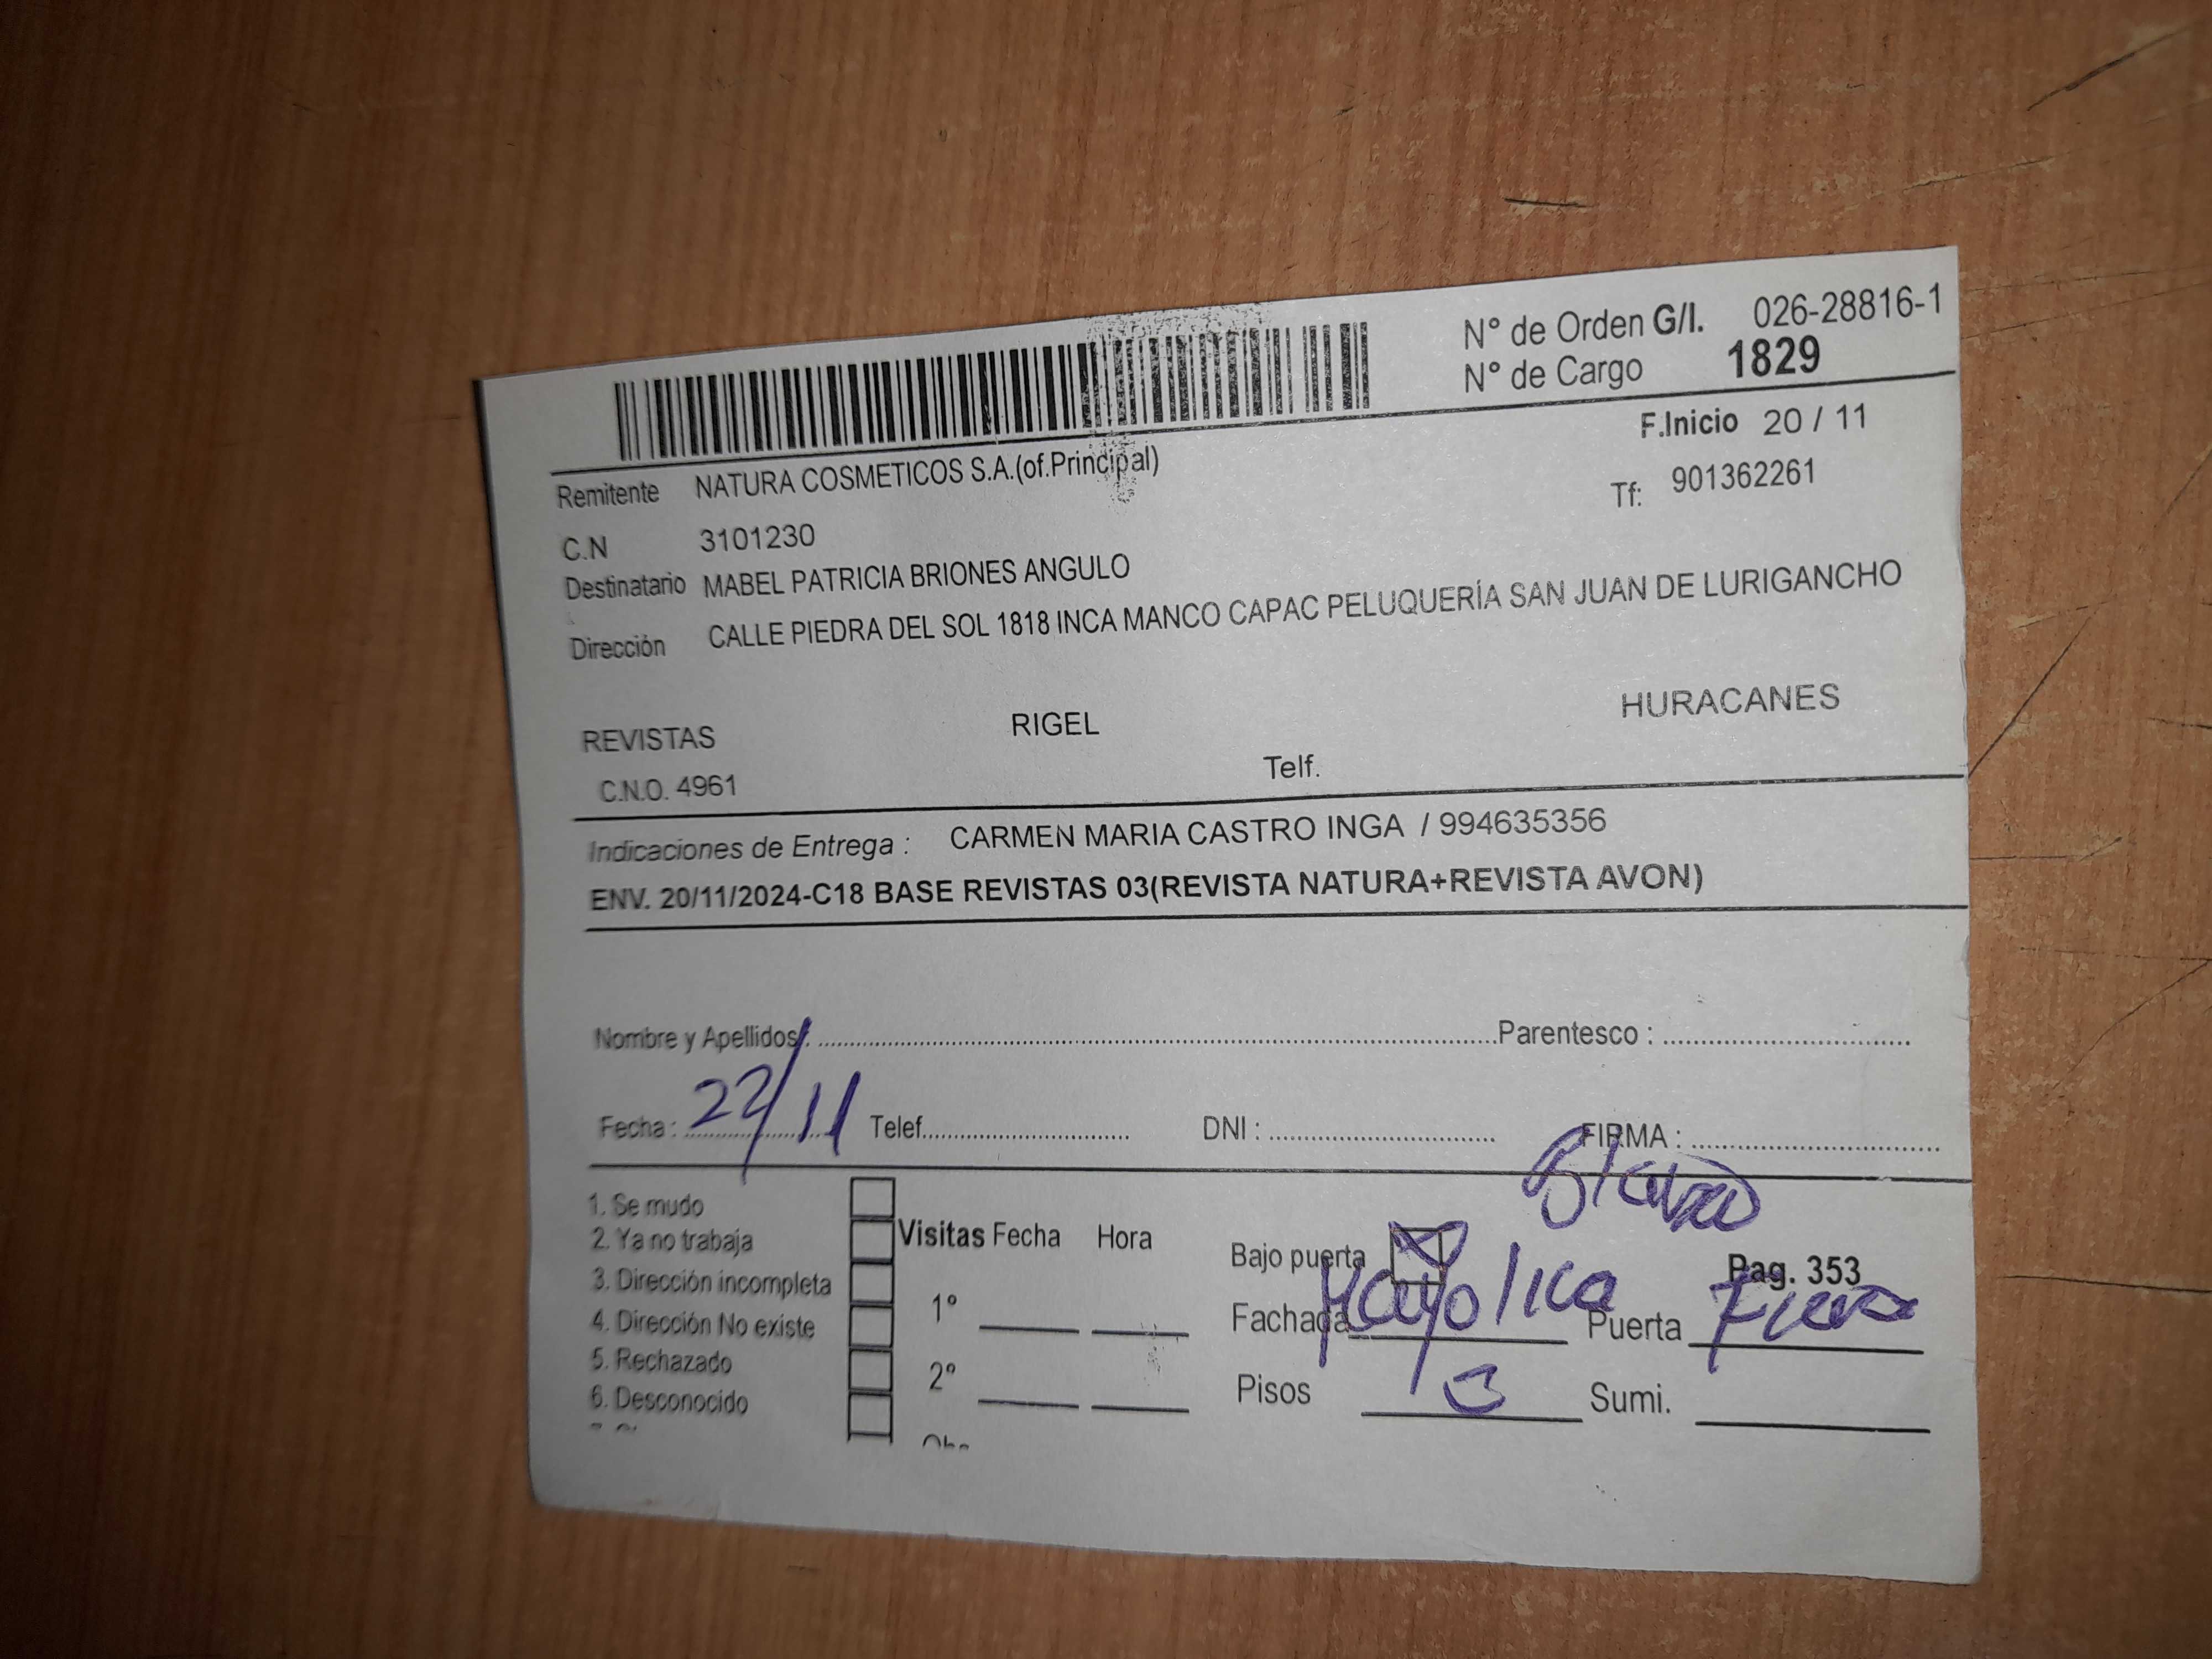 N° de Orden G/I. 026-28816-1
N° de Cargo 1829
F.Inicio 20 / 11
Remitente NATURA COSMETICOS S.A.(of.Principal)
Tf: 901362261
C.N 3101230
Destinatario MABEL PATRICIA BRIONES ANGULO
Dirección CALLE PIEDRA DEL SOL 1818 INCA MANCO CAPAC PELUQUERÍA SAN JUAN DE LURIGANCHO
REVISTAS RIGEL HURACANES
C.N.O. 4961 Telf.
Indicaciones de Entrega : CARMEN MARIA CASTRO INGA / 994635356
ENV. 20/11/2024-C18 BASE REVISTAS 03(REVISTA NATURA+REVISTA AVON)
Nombre y Apellidos : Parentesco :
Fecha : 22/11 Telef. DNI : FIRMA :
1. Se mudo
2. Ya no trabaja
3. Dirección incompleta
4. Dirección No existe
5. Rechazado
6. Desconocido
Visitas Fecha Hora
1°
2°
Blanco
Bajo puerta Pag. 353
Fachada Mayolica Puerta Fierro
Pisos 3 Sumi.